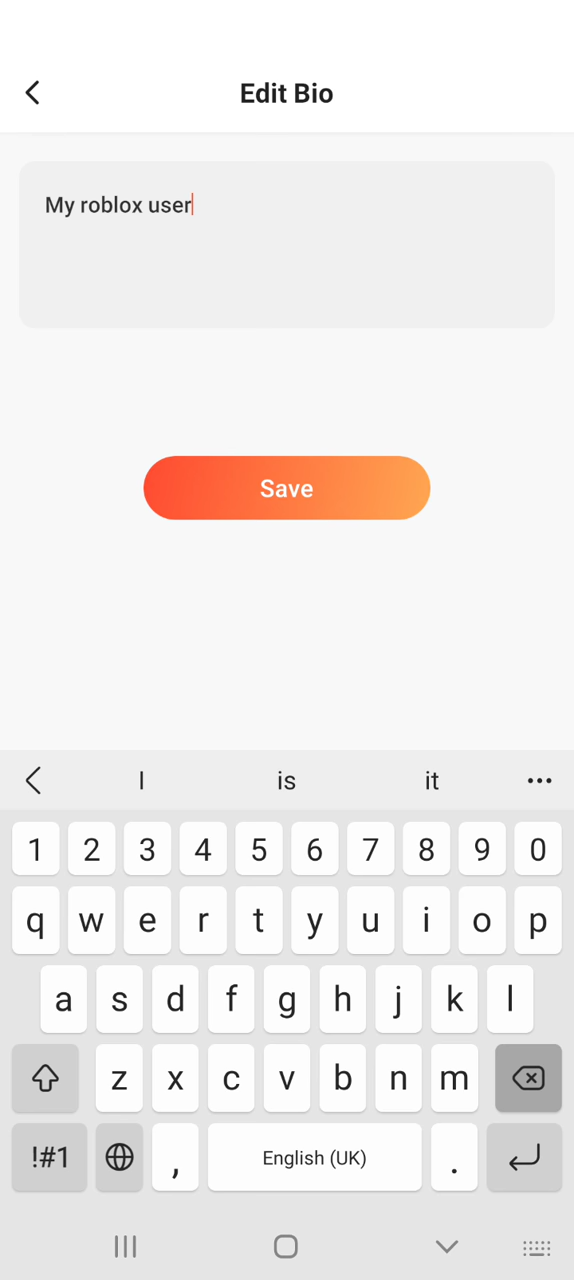 Edit Bio
My roblox user
Save
I is it
1 2 3 4 5 6 7 8 9 0
q w e r t y u i o p
a s d f g h j k l
z x c v b n m
!#1 , English (UK) .